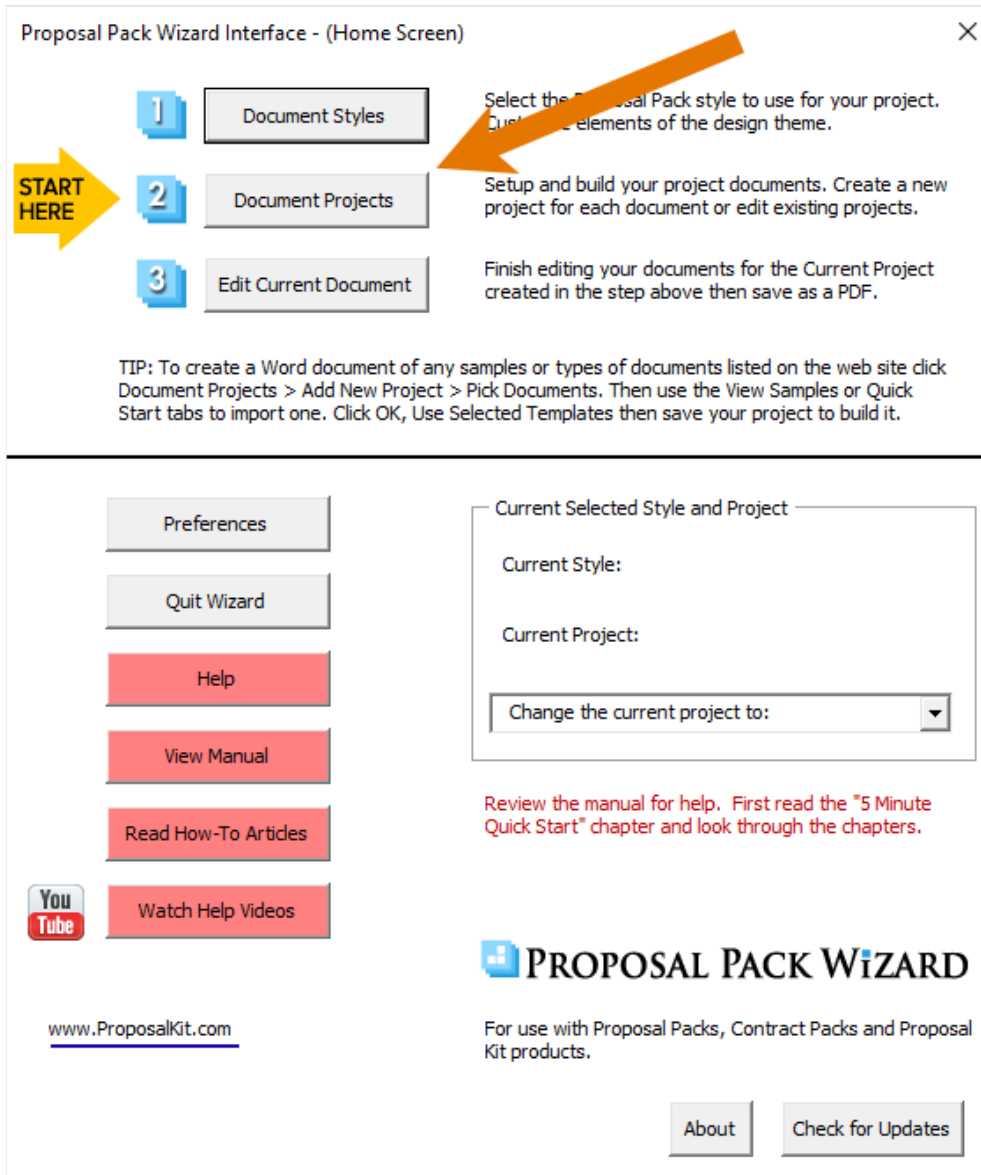 Proposal Pack Wizard Interface - (Home Screen)
1
Document Styles
Select the Pack style to use for your project.
elements of the design theme.
START
HERE
2
Document Projects
Setup and build your project documents. Create a new
project for each document or edit existing projects.
3
Edit Current Document
Finish editing your documents for the Current Project
created in the step above then save as a PDF.
TIP: To create a Word document of any samples or types of documents listed on the web site click
Document Projects > Add New Project > Pick Documents. Then use the View Samples or Quick
Start tabs to import one. Click OK, Use Selected Templates then save your project to build it.
Preferences
Quit Wizard
Help
View Manual
Read How-To Articles
You
Tube
Watch Help Videos
www.ProposalKit.com
Current Selected Style and Project
Current Style:
Current Project:
Change the current project to:
Review the manual for help. First read the "5 Minute
Quick Start" chapter and look through the chapters.
PROPOSAL PACK WiZARD
For use with Proposal Packs, Contract Packs and Proposal
Kit products.
About
Check for Updates